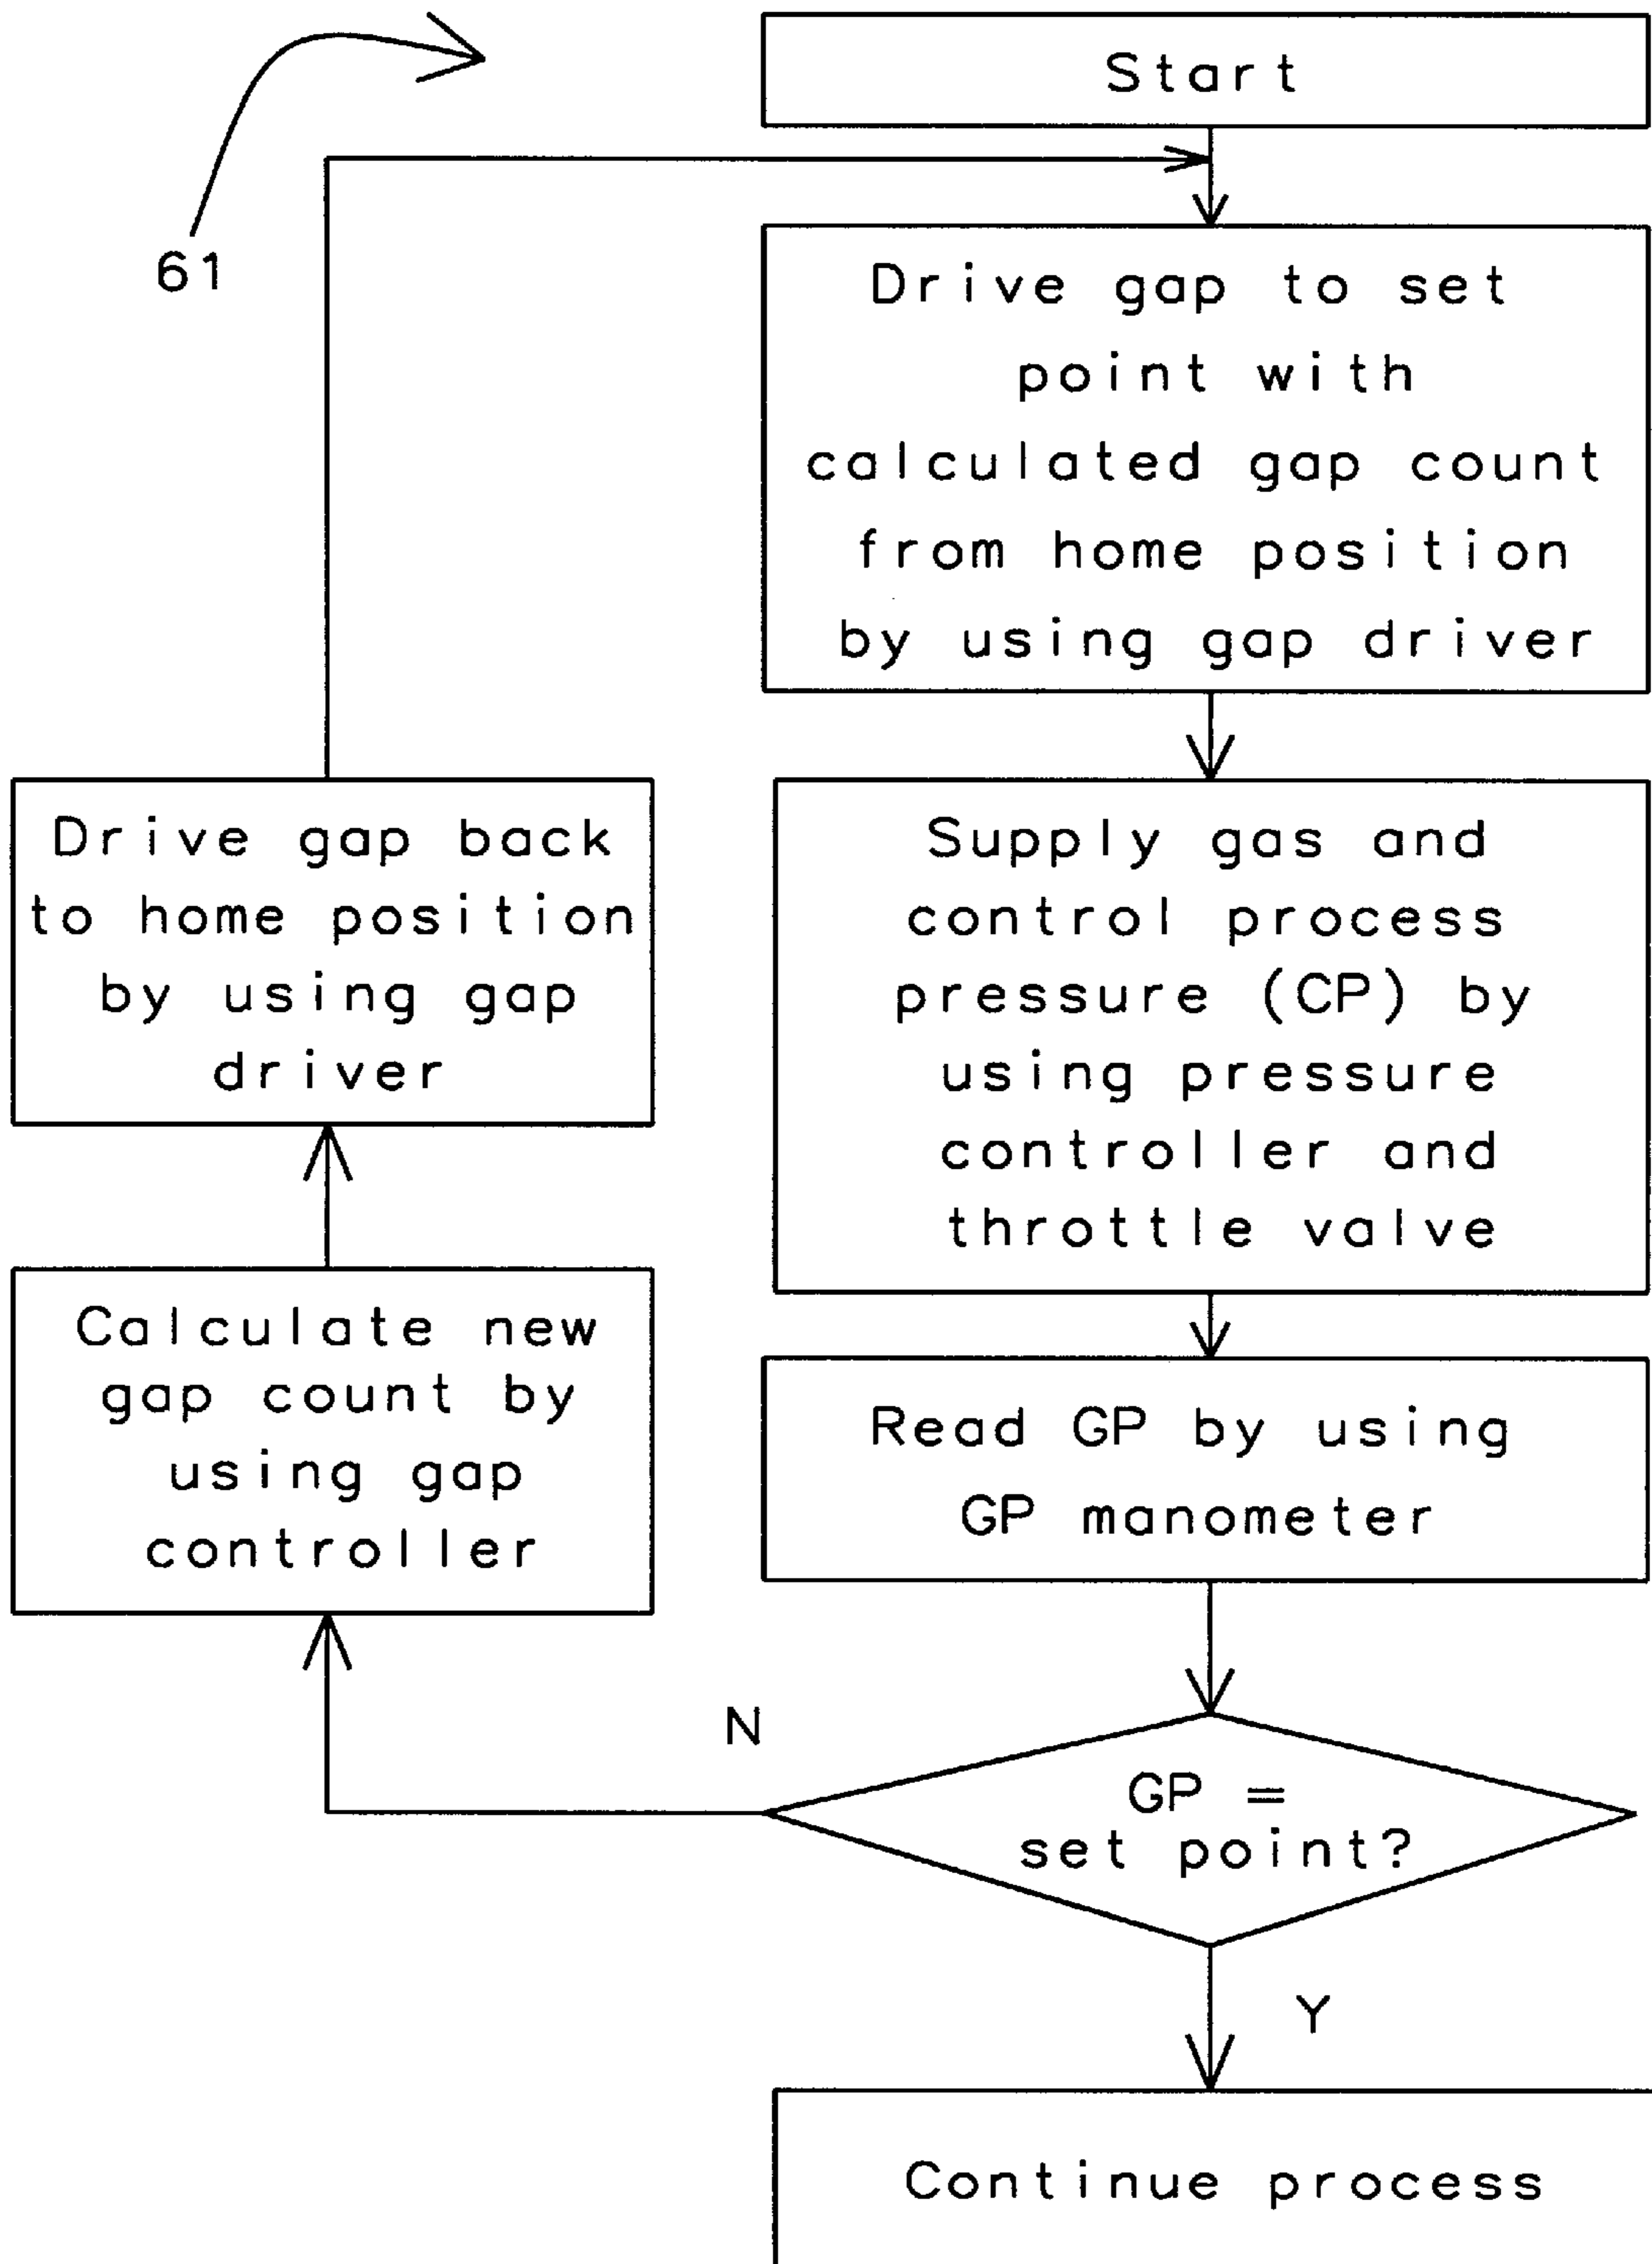 Start
61
Drive gap to set
point with
calculated gap count
from home position
by using gap driver
Supply gas and
control process
pressure (CP) by
using pressure
controller and
throttle valve
Read GP by using
GP manometer
GP =
set point?
N
Calculate new
gap count by
using gap
controller
Drive gap back
to home position
by using gap
driver
Y
Continue process